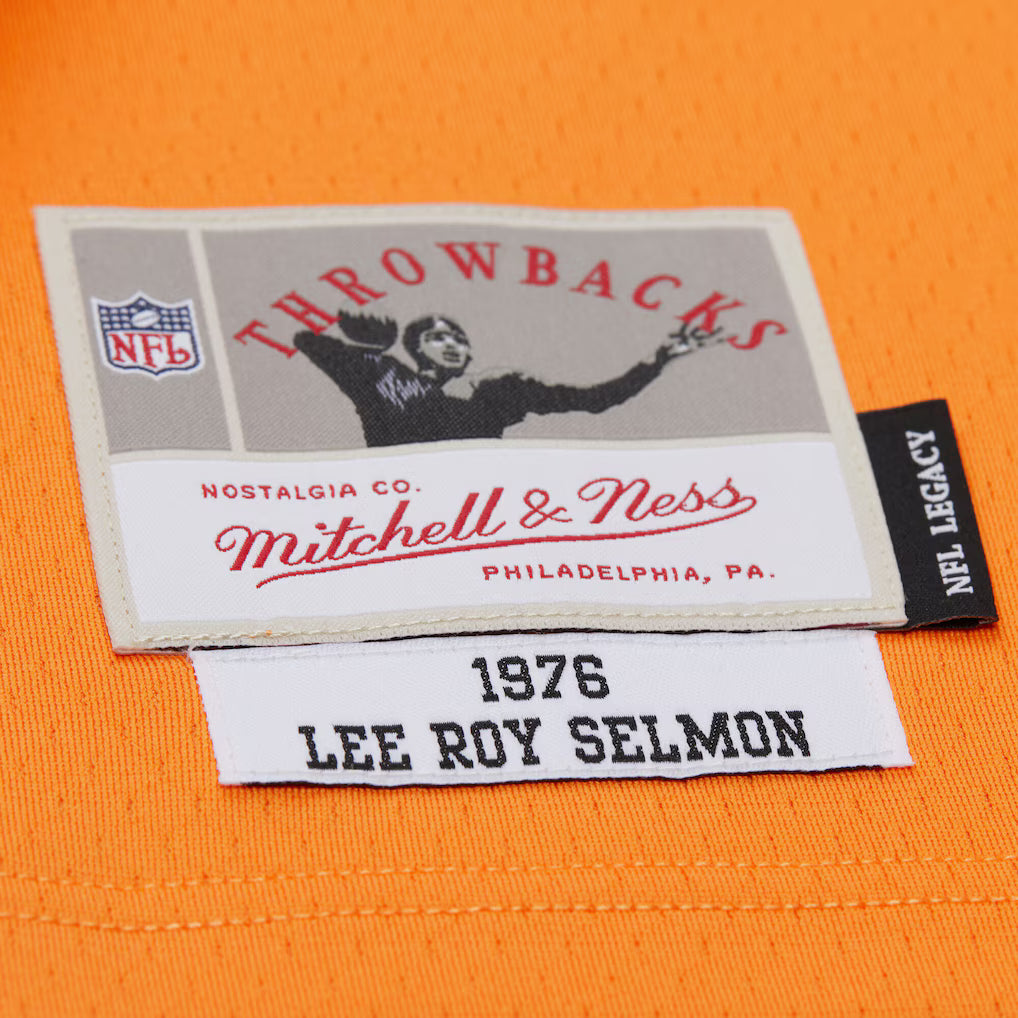 THROWBACKS
NFL
NOSTALGIA CO.
Mitchell & Ness
PHILADELPHIA, PA.
NFL LEGACY
1976
LEE ROY SELMON